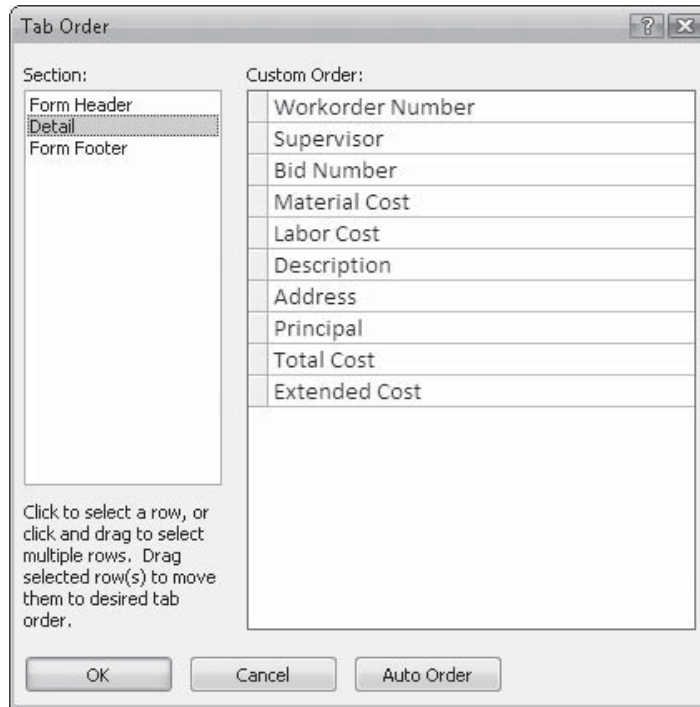 Tab Order
Section:
Form Header
Detail
Form Footer
Click to select a row, or
click and drag to select
multiple rows.  Drag
selected row(s) to move
them to desired tab
order.
Custom Order:
Workorder Number
Supervisor
Bid Number
Material Cost
Labor Cost
Description
Address
Principal
Total Cost
Extended Cost
OK
Cancel
Auto Order